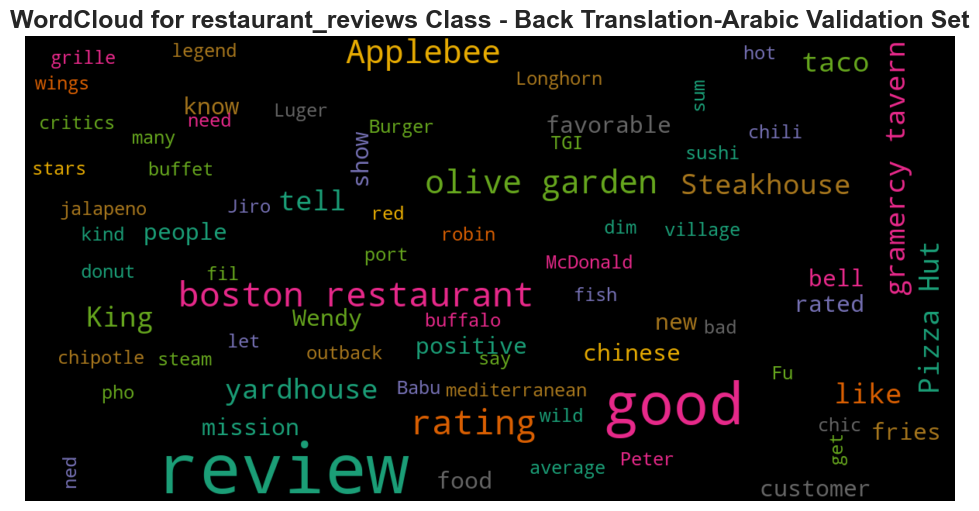 WordCloud for restaurant_reviews Class - Back Translation-Arabic Validation Set
grille
legend
Applebee
hot
taco
gramercy tavern
wings
Longhorn
sum
know
need
Luger
critics
many
show
Burger
favorable
TGI
chili
sushi
stars
buffet
olive garden
Steakhouse
jalapeno
Jiro
tell
red
kind
people
robin
dim
village
donut
fil
port
McDonald
bell
Pizza Hut
boston restaurant
fish
rated
King
Wendy
buffalo
new
bad
let
chipotle
steam
outback
positive
say
chinese
pho
yardhouse
Babu
mediterranean
Fu
good
like
mission
rating
wild
chic
fries
get
ned
review
food
average
Peter
customer